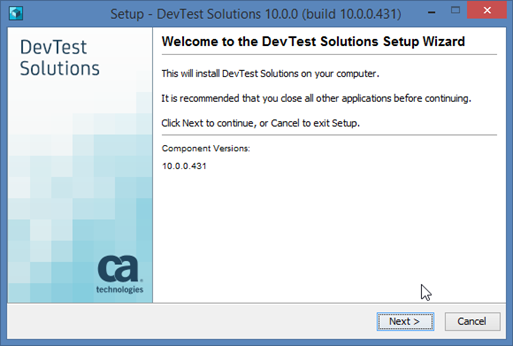 Setup - DevTest Solutions 10.0.0 (build 10.0.0.431)
DevTest
Solutions
Welcome to the DevTest Solutions Setup Wizard
This will install DevTest Solutions on your computer.
It is recommended that you close all other applications before continuing.
Click Next to continue, or Cancel to exit Setup.
Component Versions:
10.0.0.431
ca
technologies
Next >
Cancel